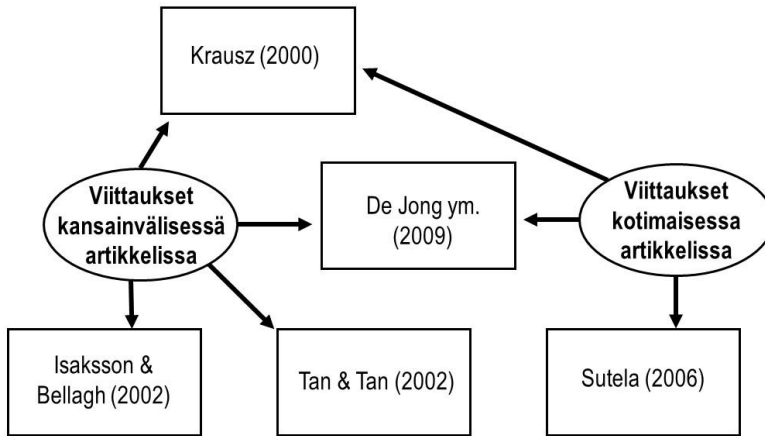 Krausz (2000)
Viittaukset
kansainvälisessä
artikkelissa
De Jong ym.
(2009)
Viittaukset
kotimaisessa
artikkelissa
Isaksson &
Bellagh (2002)
Tan & Tan (2002)
Sutela (2006)